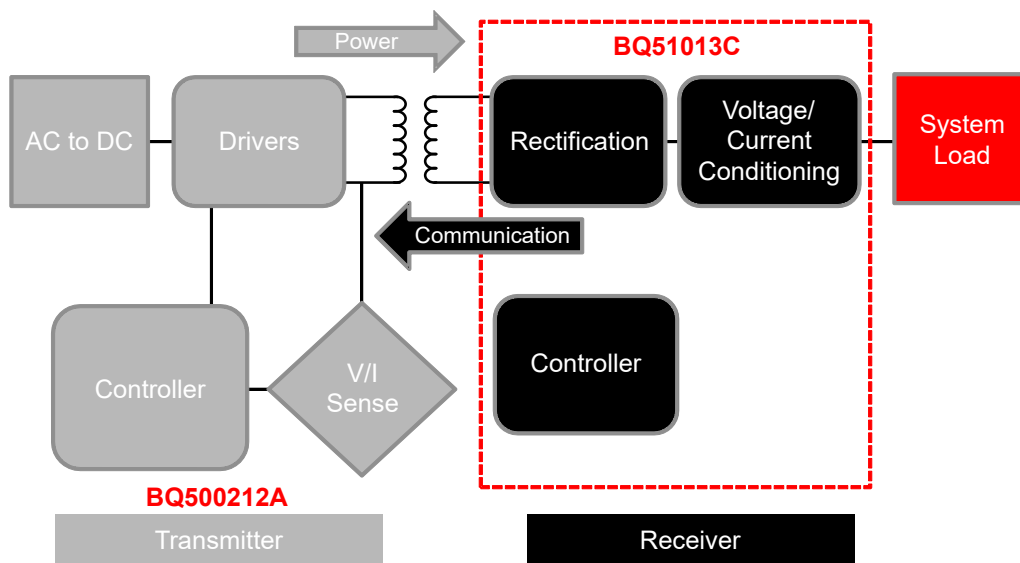 Power
BQ51013C
AC to DC
Drivers
Rectification
Voltage/
Current
Conditioning
System
Load
Communication
Controller
V/I
Sense
Controller
BQ500212A
Transmitter
Receiver